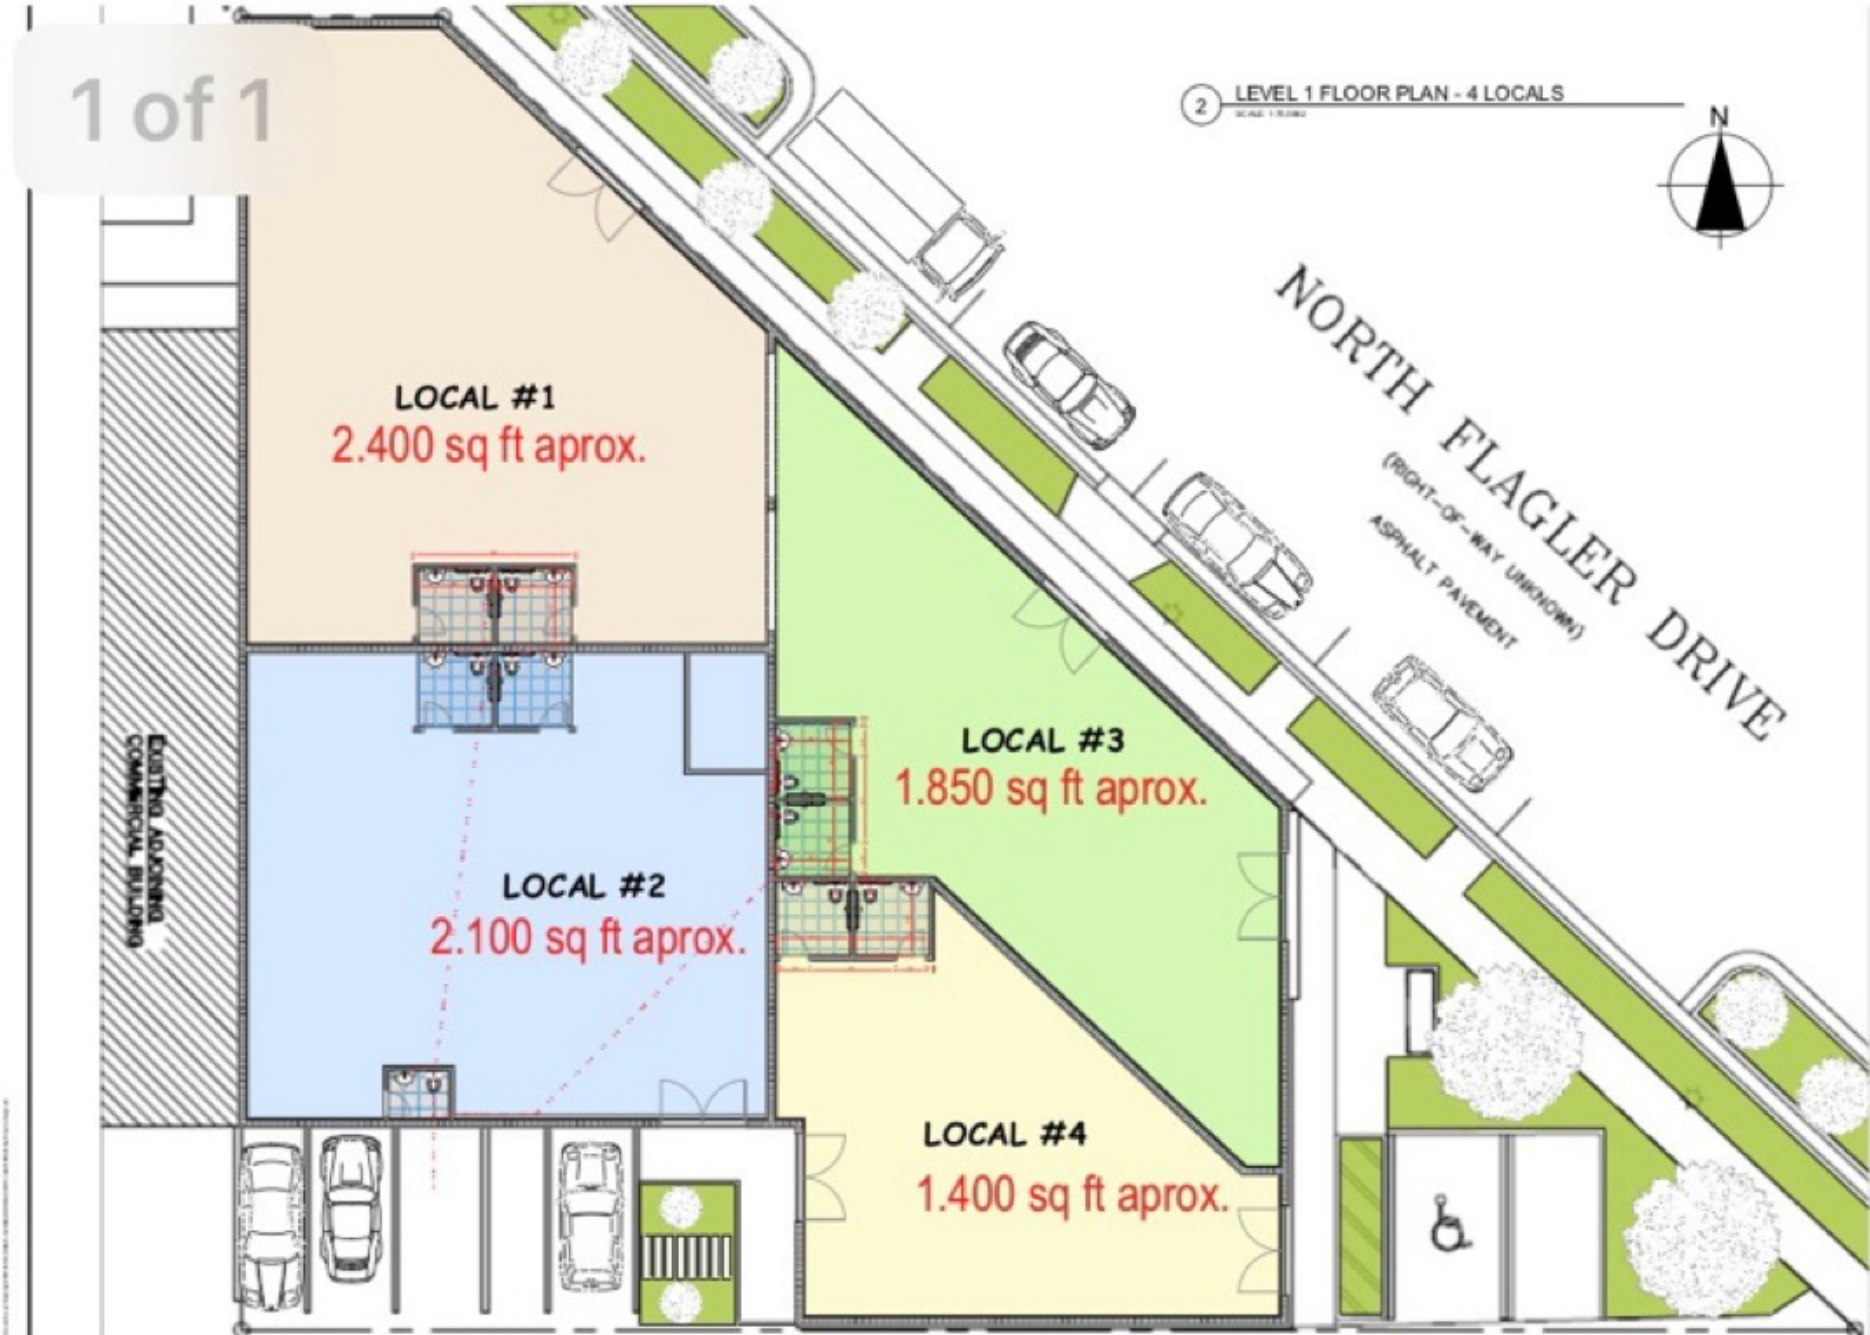 1 of 1
2
LEVEL 1 FLOOR PLAN - 4 LOCALS
N
NORTH FLAGLER DRIVE
(RIGHT-OF-WAY UNKNOWN)
ASPHALT PAVEMENT
LOCAL #1
2.400 sq ft aprox.
LOCAL #3
1.850 sq ft aprox.
LOCAL #2
2.100 sq ft aprox.
EXISTING ADJOINING
COMMERCIAL BUILDING
LOCAL #4
1.400 sq ft aprox.